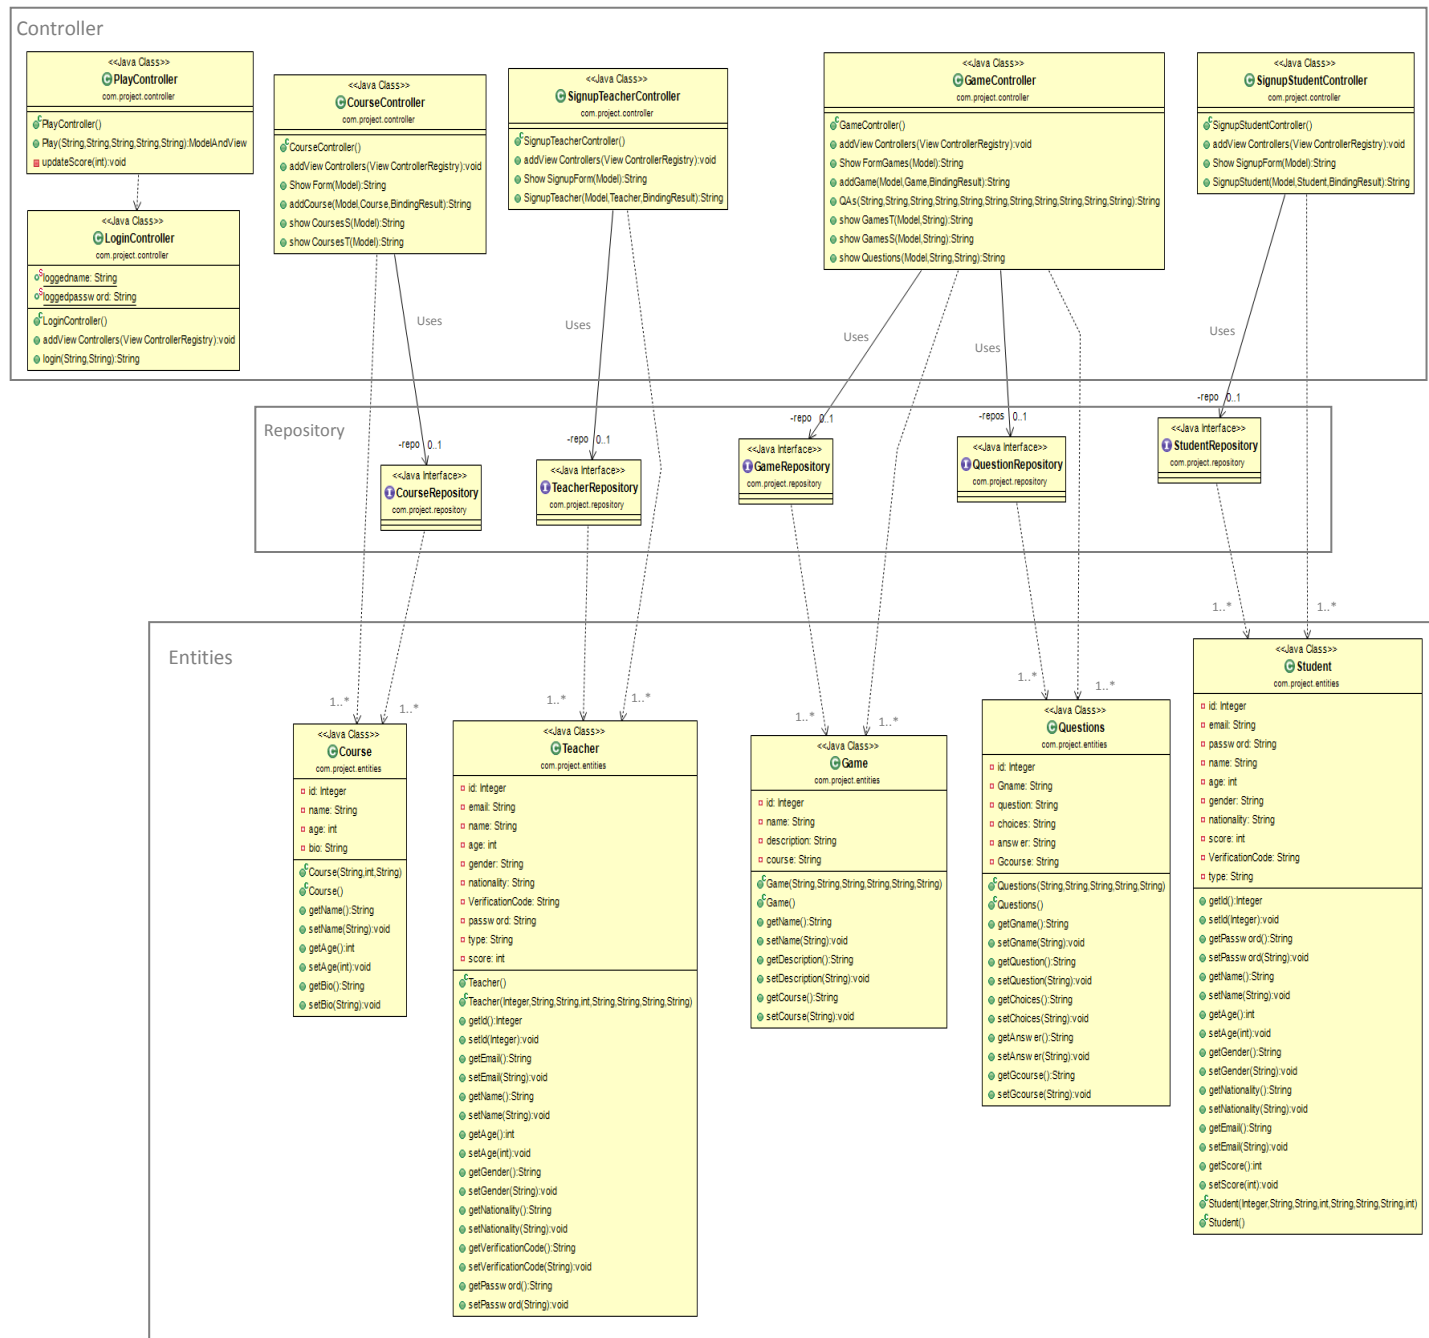 Controller
<<Java Class>>
PlayController
com.project.controller
PlayController()
Play(String,String,String,String,String):ModelAndView
updateScore(int):void
<<Java Class>>
LoginController
com.project.controller
loggedname: String
loggedpassword: String
LoginController()
addViewControllers(ViewControllerRegistry):void
login(String,String):String
<<Java Class>>
CourseController
com.project.controller
CourseController()
addViewControllers(ViewControllerRegistry):void
ShowForm(Model):String
addCourse(Model,Course,BindingResult):String
showCoursesS(Model):String
showCoursesT(Model):String
<<Java Class>>
SignupTeacherController
com.project.controller
SignupTeacherController()
addViewControllers(ViewControllerRegistry):void
ShowSignupForm(Model):String
SignupTeacher(Model,Teacher,BindingResult):String
<<Java Class>>
GameController
com.project.controller
GameController()
addViewControllers(ViewControllerRegistry):void
ShowFormGames(Model):String
addGame(Model,Game,BindingResult):String
QAs(String,String,String,String,String,String,String,String,String,String,String):String
showGamesT(Model,String):String
showGamesS(Model,String):String
showQuestions(Model,String,String):String
<<Java Class>>
SignupStudentController
com.project.controller
SignupStudentController()
addViewControllers(ViewControllerRegistry):void
ShowSignupForm(Model):String
SignupStudent(Model,Student,BindingResult):String
Uses
Uses
Uses
Uses
Uses
Repository
-repo 0..1
<<Java Interface>>
CourseRepository
com.project.repository
-repo 0..1
<<Java Interface>>
TeacherRepository
com.project.repository
-repo 0..1
<<Java Interface>>
GameRepository
com.project.repository
-repos 0..1
<<Java Interface>>
QuestionRepository
com.project.repository
-repo 0..1
<<Java Interface>>
StudentRepository
com.project.repository
Entities
1..*
1..*
<<Java Class>>
Course
com.project.entities
id: Integer
name: String
age: int
bio: String
Course(String,int,String)
Course()
getName():String
setName(String):void
getAge():int
setAge(int):void
getBio():String
setBio(String):void
1..*
1..*
<<Java Class>>
Teacher
com.project.entities
id: Integer
email: String
name: String
age: int
gender: String
nationality: String
VerificationCode: String
password: String
type: String
score: int
Teacher()
Teacher(Integer,String,String,int,String,String,String,String)
getId():Integer
setId(Integer):void
getEmail():String
setEmail(String):void
getName():String
setName(String):void
getAge():int
setAge(int):void
getGender():String
setGender(String):void
getNationality():String
setNationality(String):void
getVerificationCode():String
setVerificationCode(String):void
getPassword():String
setPassword(String):void
1..*
1..*
<<Java Class>>
Game
com.project.entities
id: Integer
name: String
description: String
course: String
Game(String,String,String,String,String,String)
Game()
getName():String
setName(String):void
getDescription():String
setDescription(String):void
getCourse():String
setCourse(String):void
1..*
1..*
<<Java Class>>
Questions
com.project.entities
id: Integer
Gname: String
question: String
choices: String
answer: String
Gcourse: String
Questions(String,String,String,String,String)
Questions()
getGname():String
setGname(String):void
getQuestion():String
setQuestion(String):void
getChoices():String
setChoices(String):void
getAnswer():String
setAnswer(String):void
getGcourse():String
setGcourse(String):void
1..*
1..*
<<Java Class>>
Student
com.project.entities
id: Integer
email: String
password: String
name: String
age: int
gender: String
nationality: String
score: int
VerificationCode: String
type: String
getId():Integer
setId(Integer):void
getPassword():String
setPassword(String):void
getName():String
setName(String):void
getAge():int
setAge(int):void
getGender():String
setGender(String):void
getNationality():String
setNationality(String):void
getEmail():String
setEmail(String):void
getScore():int
setScore(int):void
Student(Integer,String,String,int,String,String,String,int)
Student()